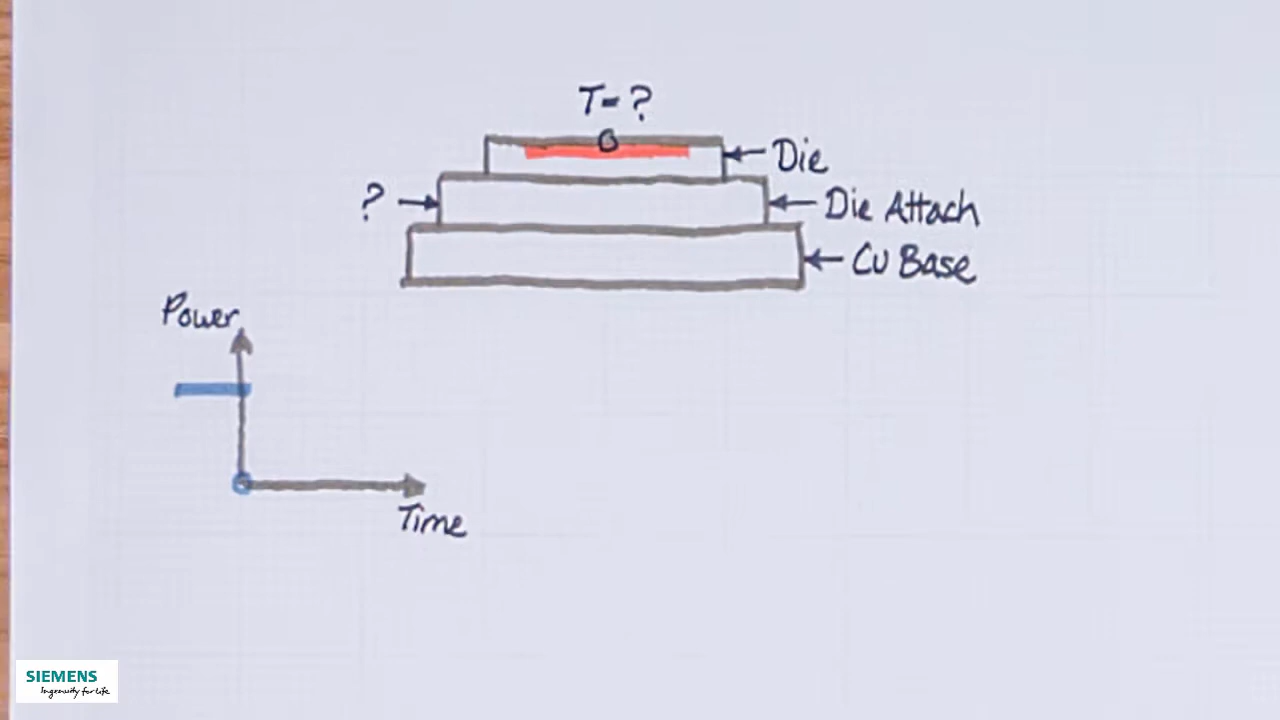 T=?
Die
?
Die Attach
Cu Base
Power
Time
SIEMENS
Ingenuity for life